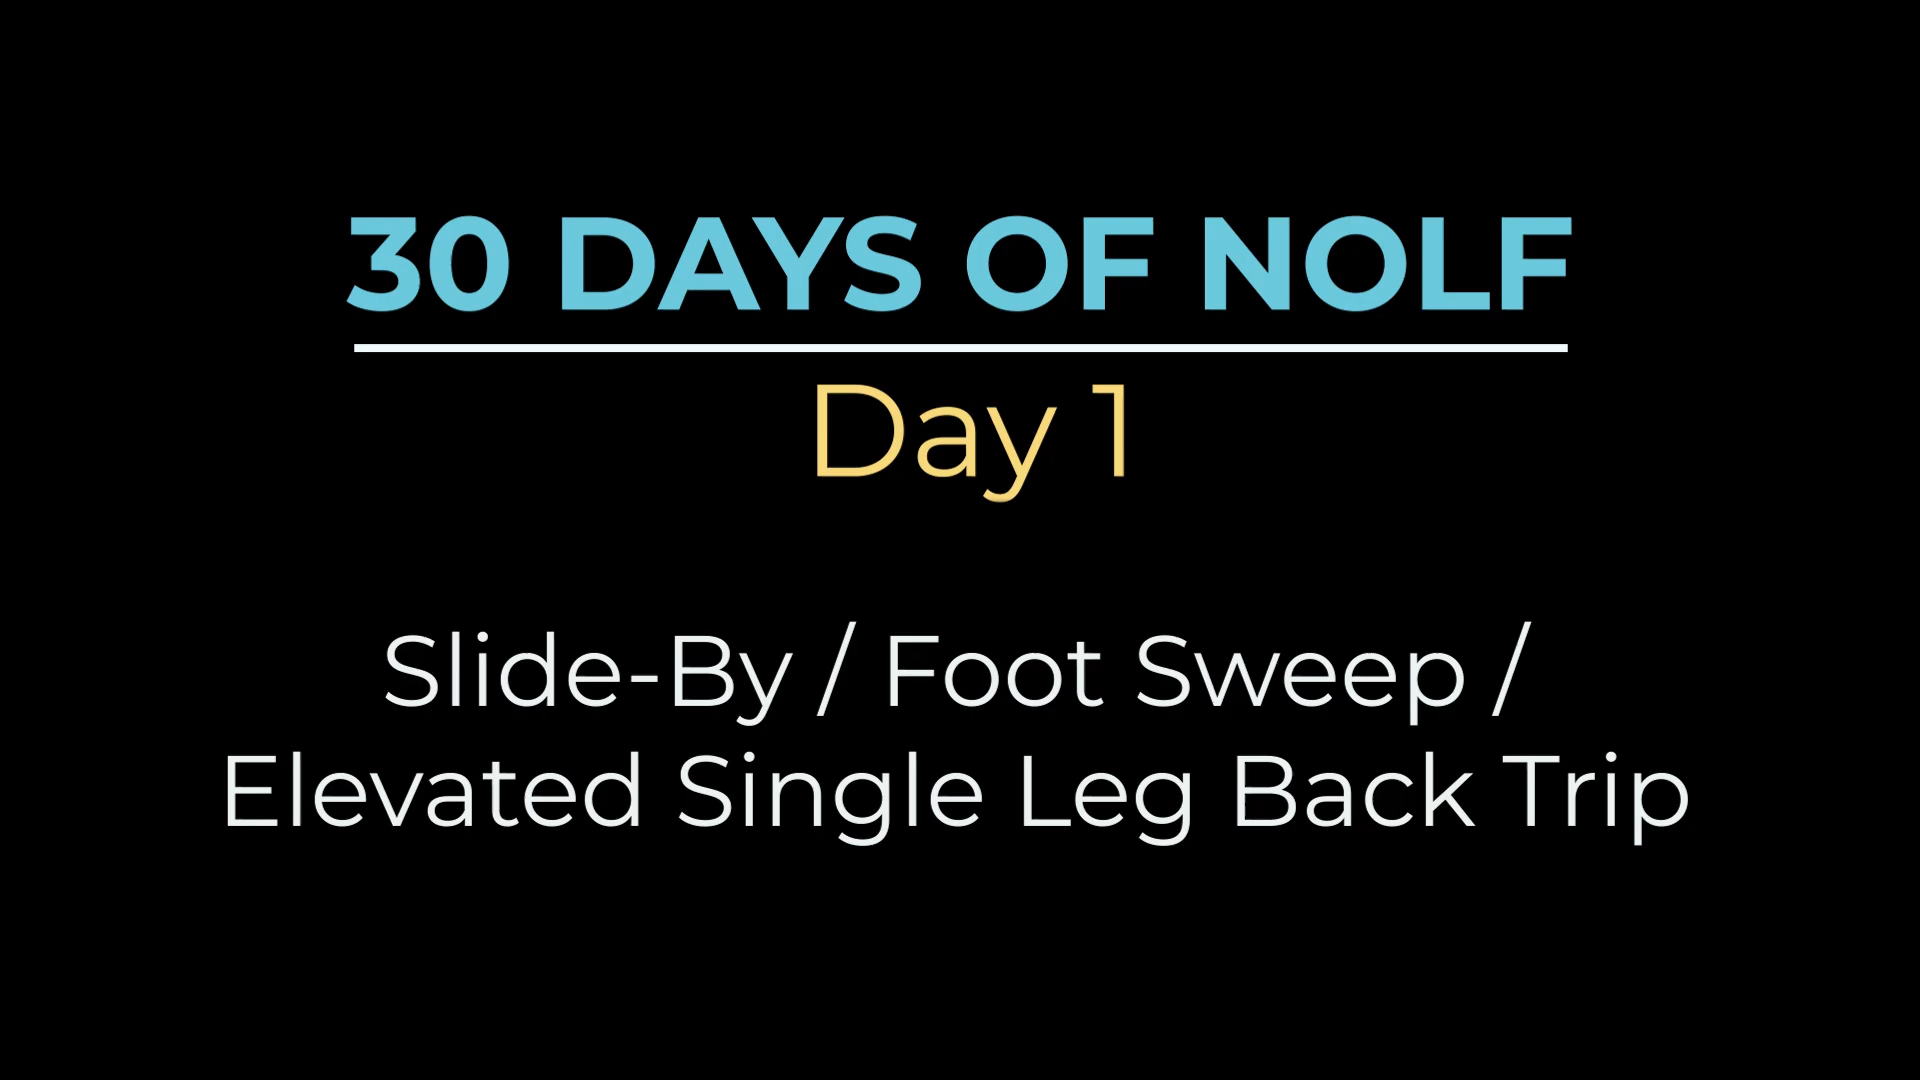 30 DAYS OF NOLF
Day 1
Slide-By / Foot Sweep /
Elevated Single Leg Back Trip